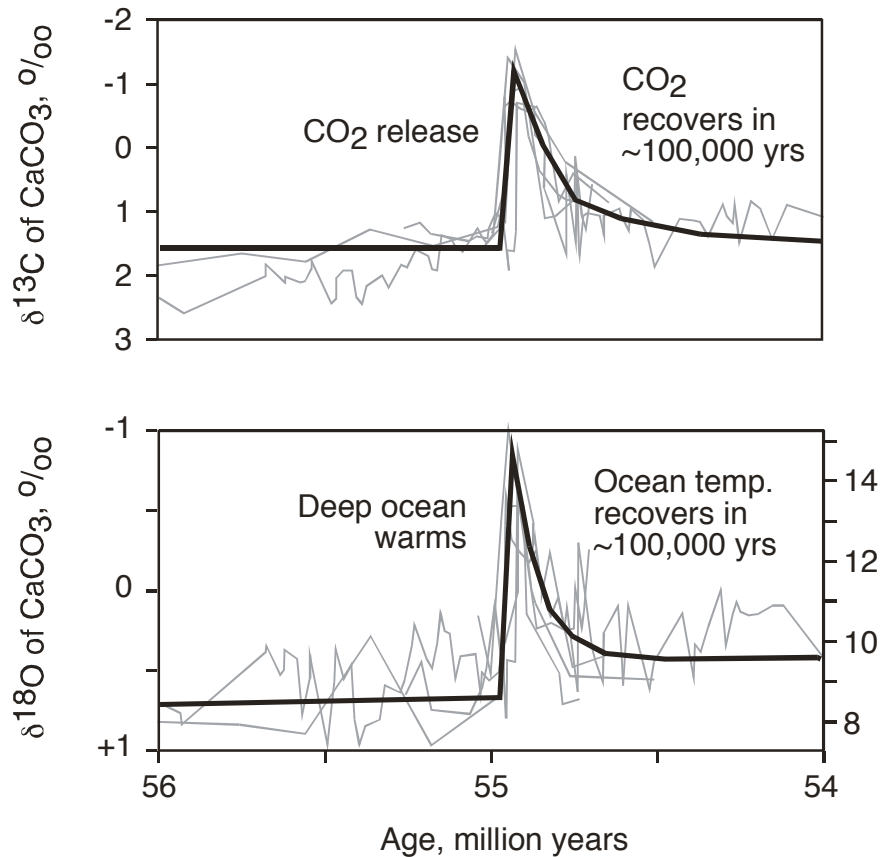 δ13C of CaCO3, o/oo
-2
-1
0
1
2
3
CO2 release
CO2
recovers in
~100,000 yrs
δ18O of CaCO3, o/oo
-1
0
+1
Deep ocean
warms
Ocean temp.
recovers in
~100,000 yrs
14
12
10
8
56
55
54
Age, million years